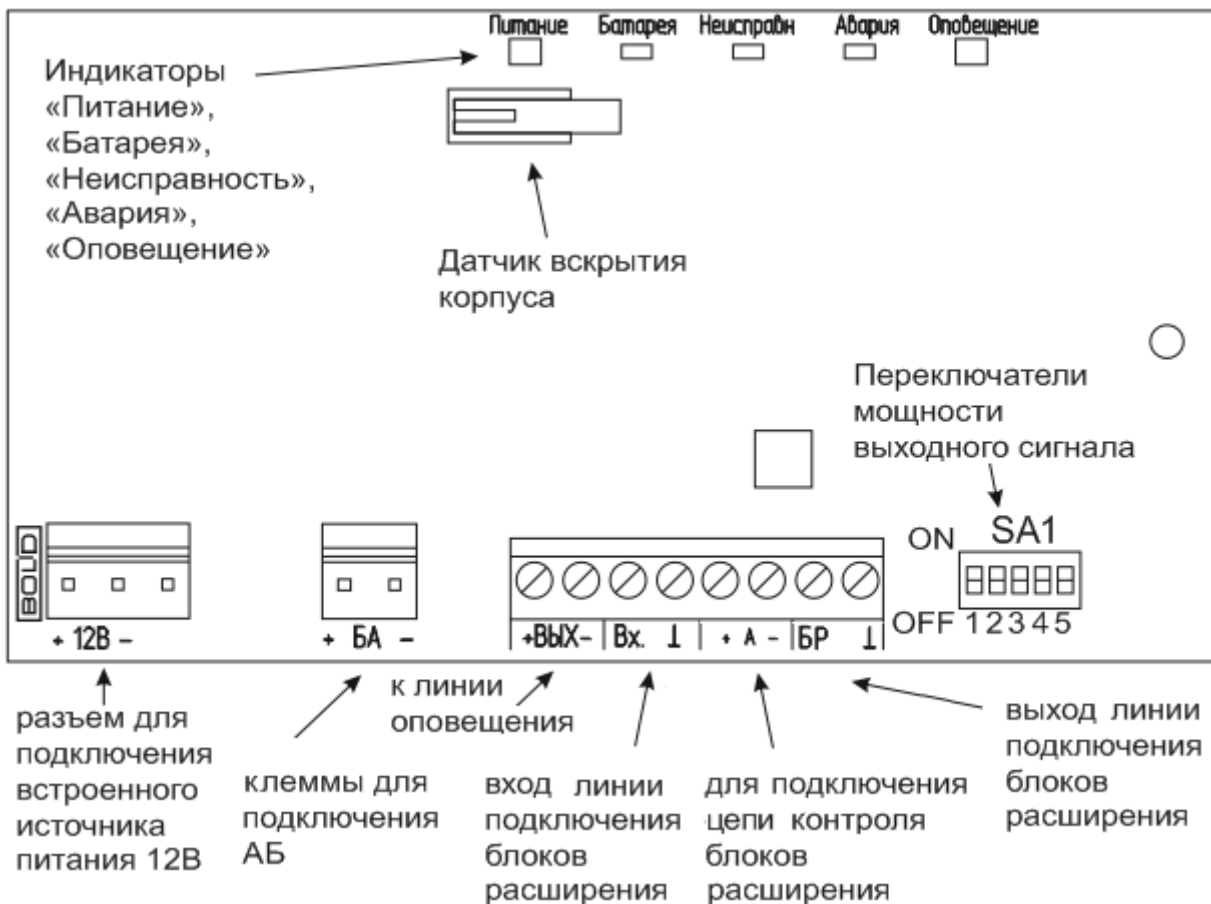 Питание Батарея Неисправн Авария Оповещение
Индикаторы
«Питание»,
«Батарея»,
«Неисправность»,
«Авария»,
«Оповещение»
Датчик вскрытия
корпуса
Переключатели
мощности
выходного сигнала
BOLID
ON SA1
OFF 1 2 3 4 5
+ 12В -
+ БА -
+ВЫХ- Вх. ⊥ + А - БР ⊥
разъем для
подключения
встроенного
источника
питания 12В
клеммы для
подключения
АБ
к линии
оповещения
вход линии
подключения
блоков
расширения
для подключения
цепи контроля
блоков
расширения
выход линии
подключения
блоков
расширения